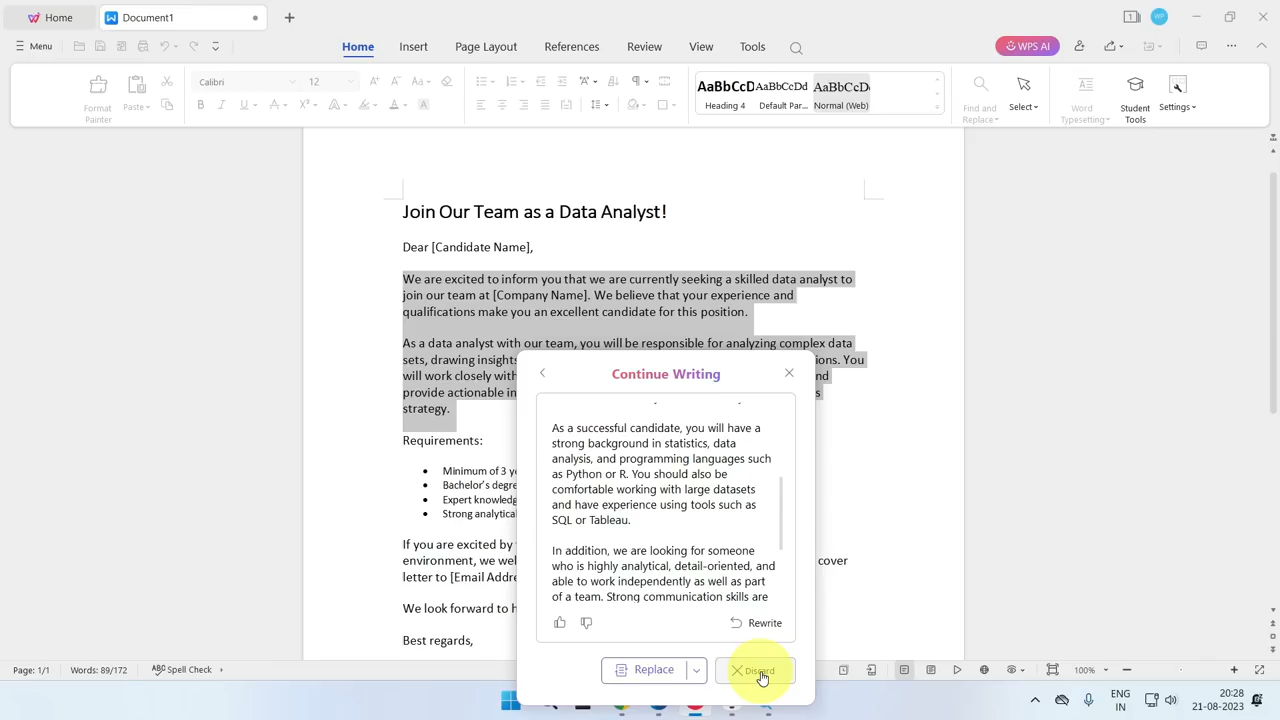 Home
Document1
WP
Menu
Home
Insert
Page Layout
References
Review
View
Tools
WPS AI
Format
Painter
Paste
Calibri
12
AaBbCcD
Heading 4
AaBbCcDd
Default Par...
AaBbCcD
Normal (Web)
Find and
Replace
Select
Word
Typesetting
Student
Tools
Settings
Join Our Team as a Data Analyst!
Dear [Candidate Name],
We are excited to inform you that we are currently seeking a skilled data analyst to
join our team at [Company Name]. We believe that your experience and
qualifications make you an excellent candidate for this position.
As a data analyst with our team, you will be responsible for analyzing complex data
sets, drawing insights
ions. You
will work closely with
and
provide actionable in
s
strategy.
Requirements:
Minimum of 3 y
Bachelor's degre
Expert knowledg
Strong analytical
If you are excited by
environment, we wel
cover
letter to [Email Addre
We look forward to h
Best regards,
Continue Writing
As a successful candidate, you will have a
strong background in statistics, data
analysis, and programming languages such
as Python or R. You should also be
comfortable working with large datasets
and have experience using tools such as
SQL or Tableau.
In addition, we are looking for someone
who is highly analytical, detail-oriented, and
able to work independently as well as part
of a team. Strong communication skills are
Rewrite
Replace
Discard
Page: 1/1
Words: 89/172
Spell Check
100%
ENG
IN
20:28
21-08-2023